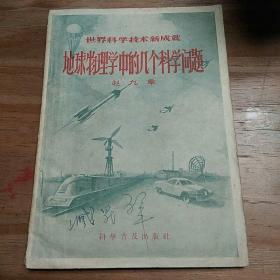 世界科学技术新成就
地球物理学中的几个科学问题
赵九章
科学普及出版社